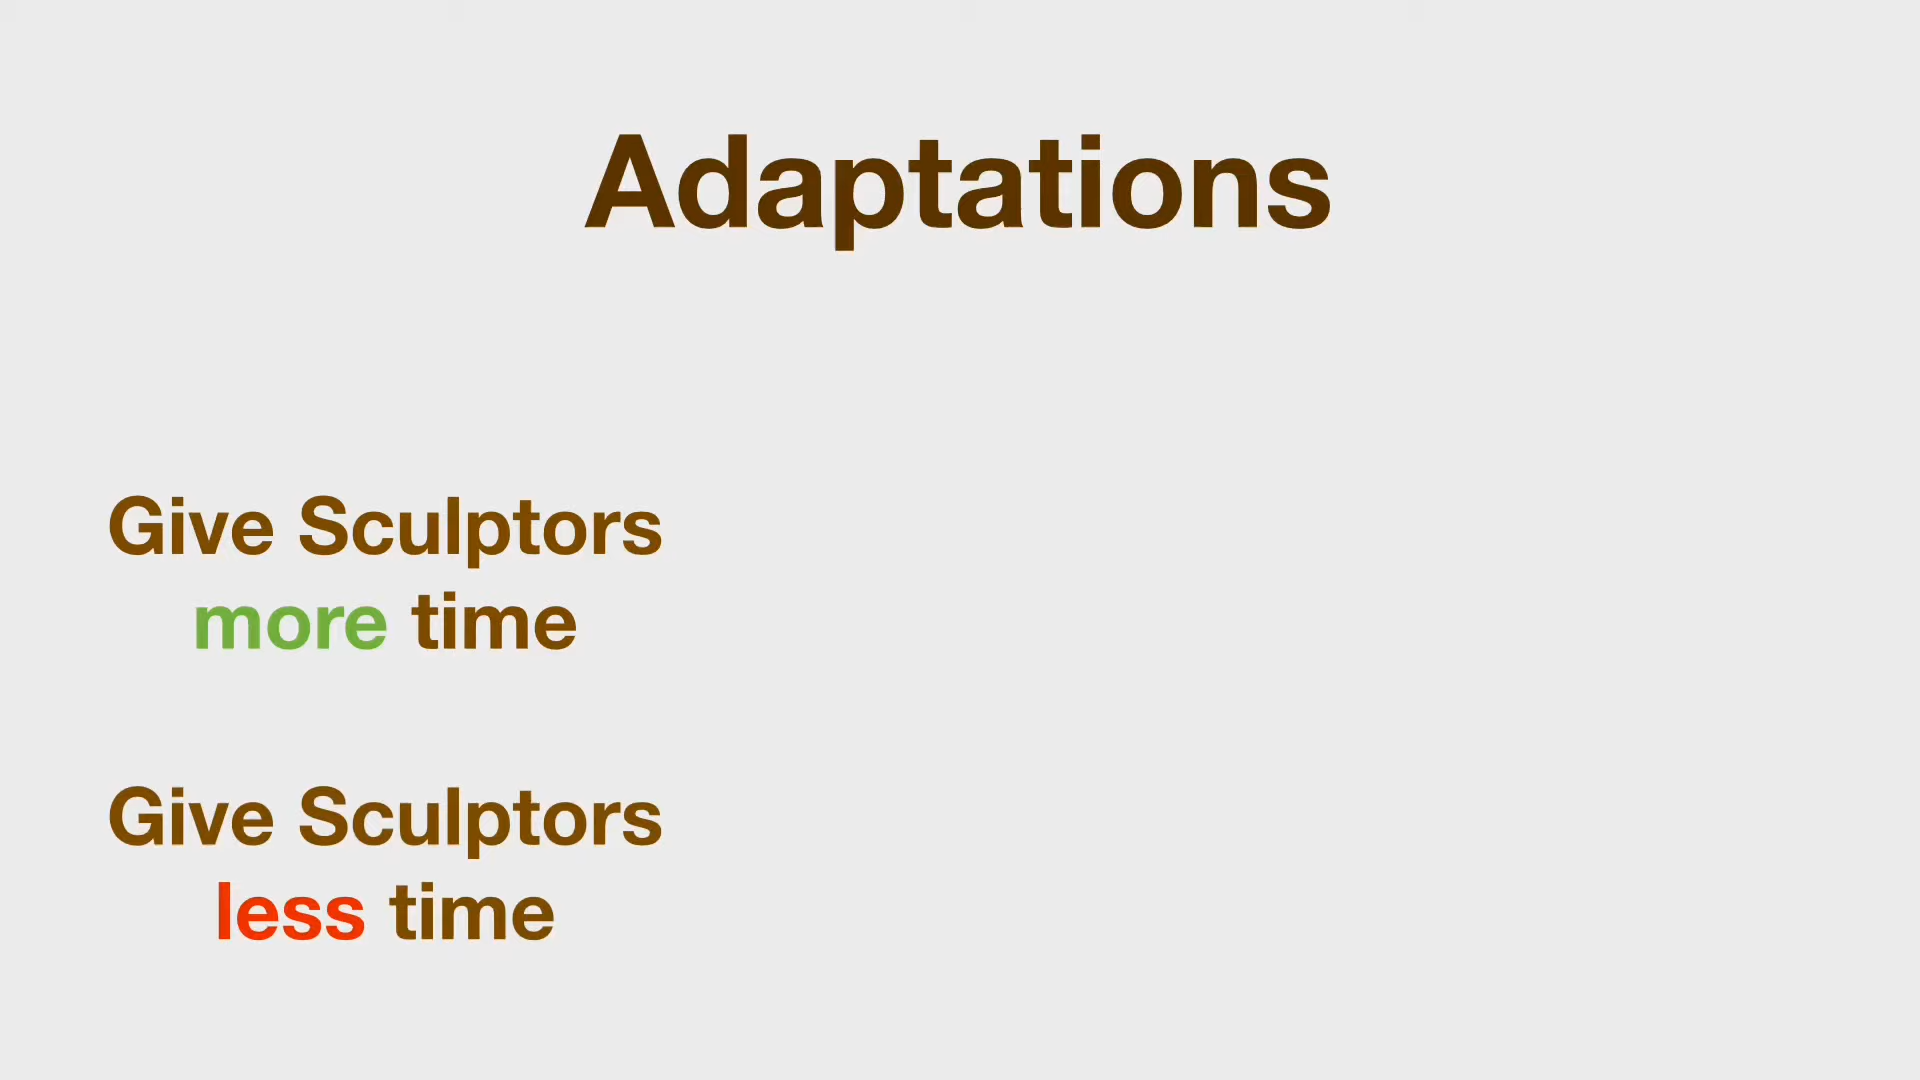 Adaptations
Give Sculptors
more time
Give Sculptors
less time